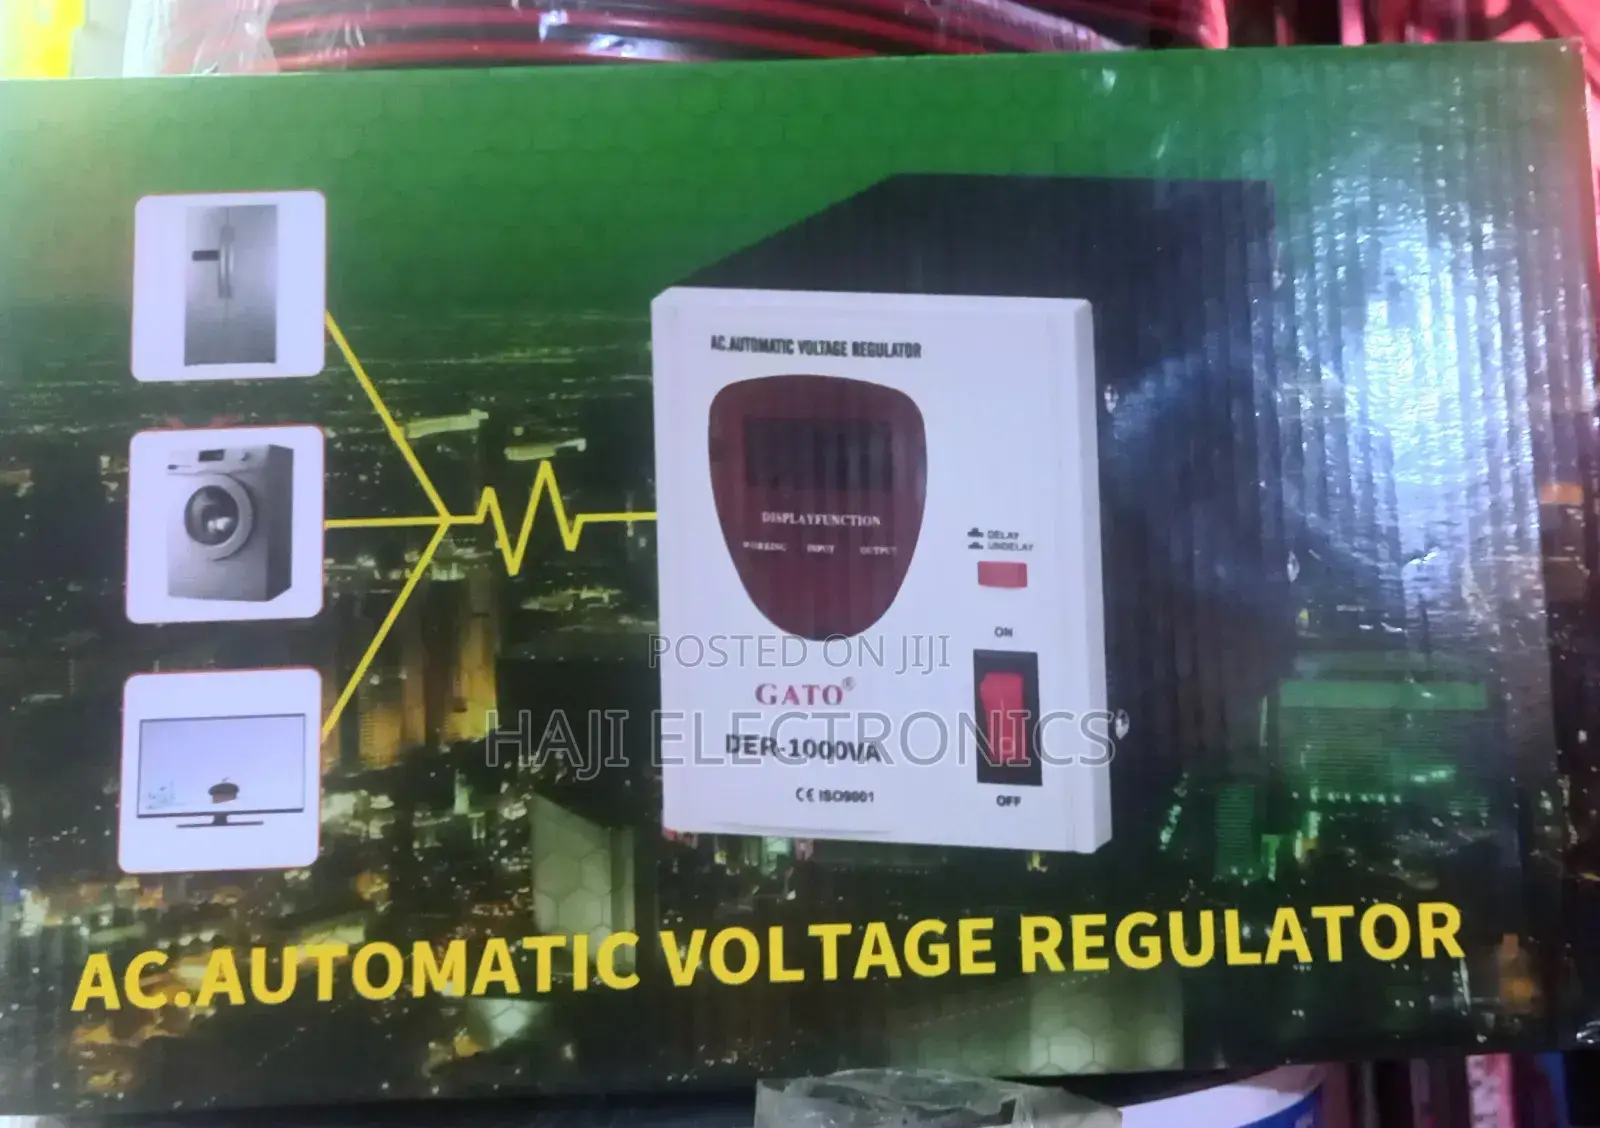 AC.AUTOMATIC VOLTAGE REGULATOR
DISPLAYFUNCTION
WORKING INPUT OUTPUT
DELAY
UNDELAY
ON
POSTED ON JIJI
GATO®
HAJI ELECTRONICS
DER-1000VA
CE ISO9001
OFF
AC.AUTOMATIC VOLTAGE REGULATOR